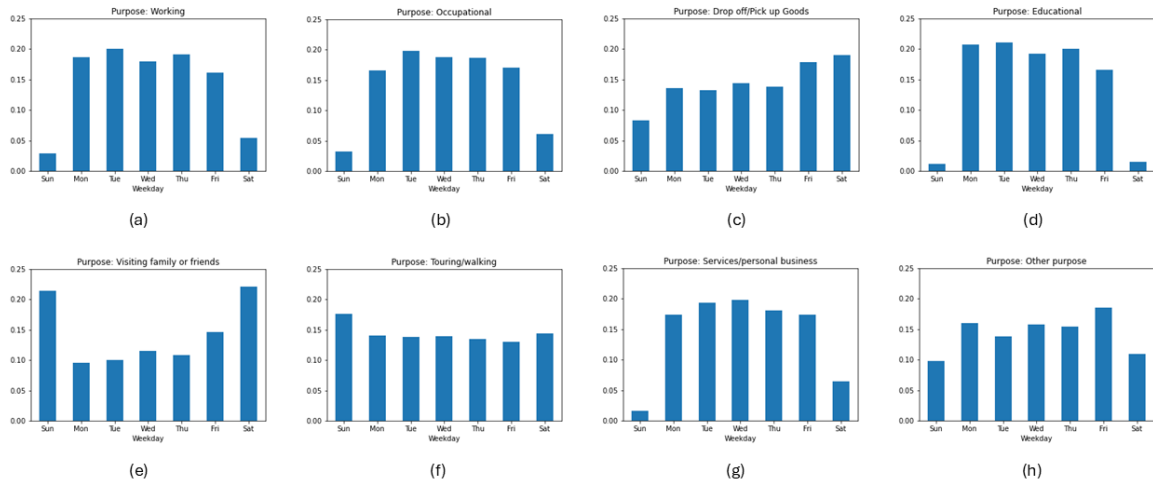 Purpose: Working
0.25
0.20
0.15
0.10
0.05
0.00
Sun Mon Tue Wed Thu Fri Sat
Weekday
(a)
Purpose: Occupational
0.25
0.20
0.15
0.10
0.05
0.00
Sun Mon Tue Wed Thu Fri Sat
Weekday
(b)
Purpose: Drop off/Pick up Goods
0.25
0.20
0.15
0.10
0.05
0.00
Sun Mon Tue Wed Thu Fri Sat
Weekday
(c)
Purpose: Educational
0.25
0.20
0.15
0.10
0.05
0.00
Sun Mon Tue Wed Thu Fri Sat
Weekday
(d)
Purpose: Visiting family or friends
0.25
0.20
0.15
0.10
0.05
0.00
Sun Mon Tue Wed Thu Fri Sat
Weekday
(e)
Purpose: Touring/walking
0.25
0.20
0.15
0.10
0.05
0.00
Sun Mon Tue Wed Thu Fri Sat
Weekday
(f)
Purpose: Services/personal business
0.25
0.20
0.15
0.10
0.05
0.00
Sun Mon Tue Wed Thu Fri Sat
Weekday
(g)
Purpose: Other purpose
0.25
0.20
0.15
0.10
0.05
0.00
Sun Mon Tue Wed Thu Fri Sat
Weekday
(h)